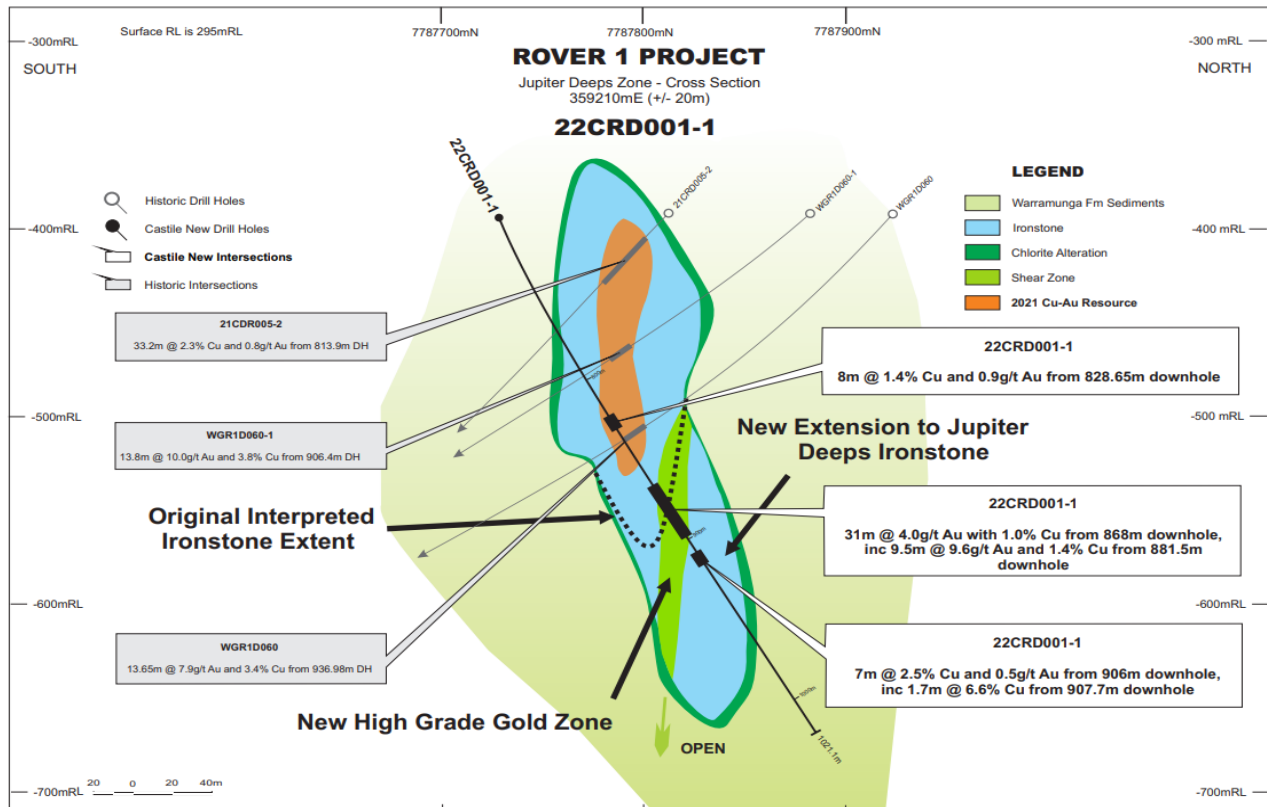 Surface RL is 295mRL
7787700mN
7787800mN
7787900mN
-300mRL
-300 mRL
SOUTH
NORTH
ROVER 1 PROJECT
Jupiter Deeps Zone - Cross Section
359210mE (+/- 20m)
22CRD001-1
22CRD001-1
21CRD005-2
WGR1D060-1
WGR1D060
LEGEND
Warramunga Fm Sediments
Ironstone
Chlorite Alteration
Shear Zone
2021 Cu-Au Resource
Historic Drill Holes
Castile New Drill Holes
Castile New Intersections
Historic Intersections
-400mRL
-400 mRL
21CDR005-2
33.2m @ 2.3% Cu and 0.8g/t Au from 813.9m DH
22CRD001-1
8m @ 1.4% Cu and 0.9g/t Au from 828.65m downhole
800m
-500mRL
-500 mRL
WGR1D060-1
13.8m @ 10.0g/t Au and 3.8% Cu from 906.4m DH
New Extension to Jupiter
Deeps Ironstone
Original Interpreted
Ironstone Extent
22CRD001-1
31m @ 4.0g/t Au with 1.0% Cu from 868m downhole,
inc 9.5m @ 9.6g/t Au and 1.4% Cu from 881.5m
downhole
900m
-600mRL
-600mRL
WGR1D060
13.65m @ 7.9g/t Au and 3.4% Cu from 936.98m DH
22CRD001-1
7m @ 2.5% Cu and 0.5g/t Au from 906m downhole,
inc 1.7m @ 6.6% Cu from 907.7m downhole
1000m
1021.1m
New High Grade Gold Zone
OPEN
20 0 20 40m
-700mRL
-700mRL